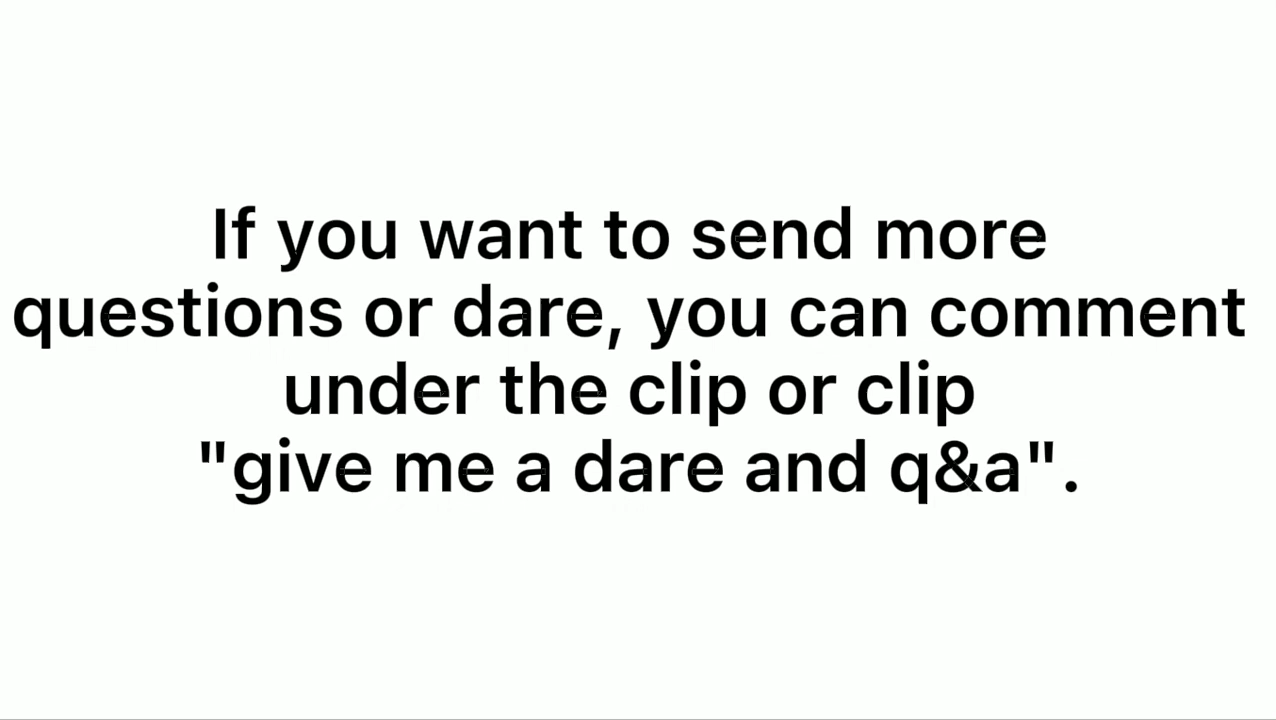 If you want to send more
questions or dare, you can comment
under the clip or clip
"give me a dare and q&a".